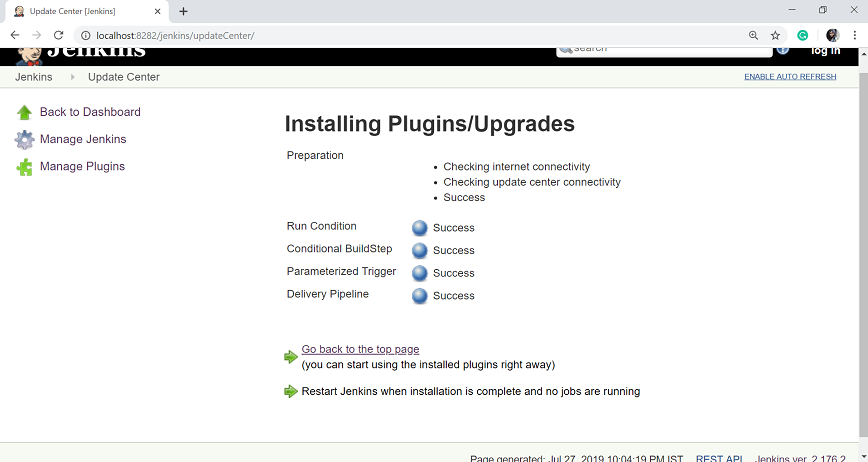 Update Center [Jenkins]
localhost:8282/jenkins/updateCenter/
Jenkins
search
log in
Jenkins
Update Center
ENABLE AUTO REFRESH
Back to Dashboard
Manage Jenkins
Manage Plugins
Installing Plugins/Upgrades
Preparation
Checking internet connectivity
Checking update center connectivity
Success
Run Condition Success
Conditional BuildStep Success
Parameterized Trigger Success
Delivery Pipeline Success
Go back to the top page
(you can start using the installed plugins right away)
Restart Jenkins when installation is complete and no jobs are running
Page generated: Jul 27, 2019 10:04:19 PM IST REST API Jenkins ver. 2.176.2